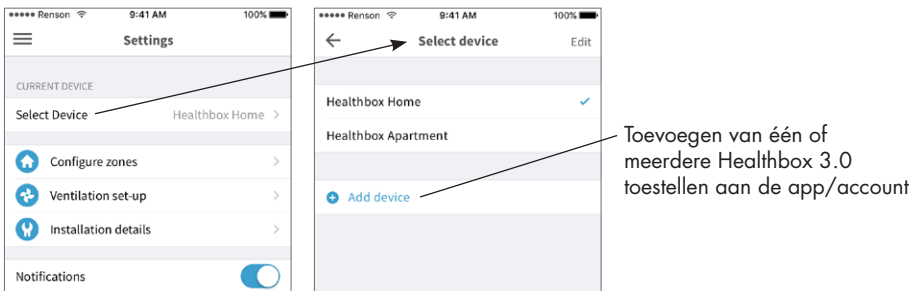 Renson 9:41 AM 100%
Settings
CURRENT DEVICE
Select Device Healthbox Home
Configure zones
Ventilation set-up
Installation details
Notifications
Renson 9:41 AM 100%
Select device Edit
Healthbox Home
Healthbox Apartment
Add device
Toevoegen van één of
meerdere Healthbox 3.0
toestellen aan de app/account